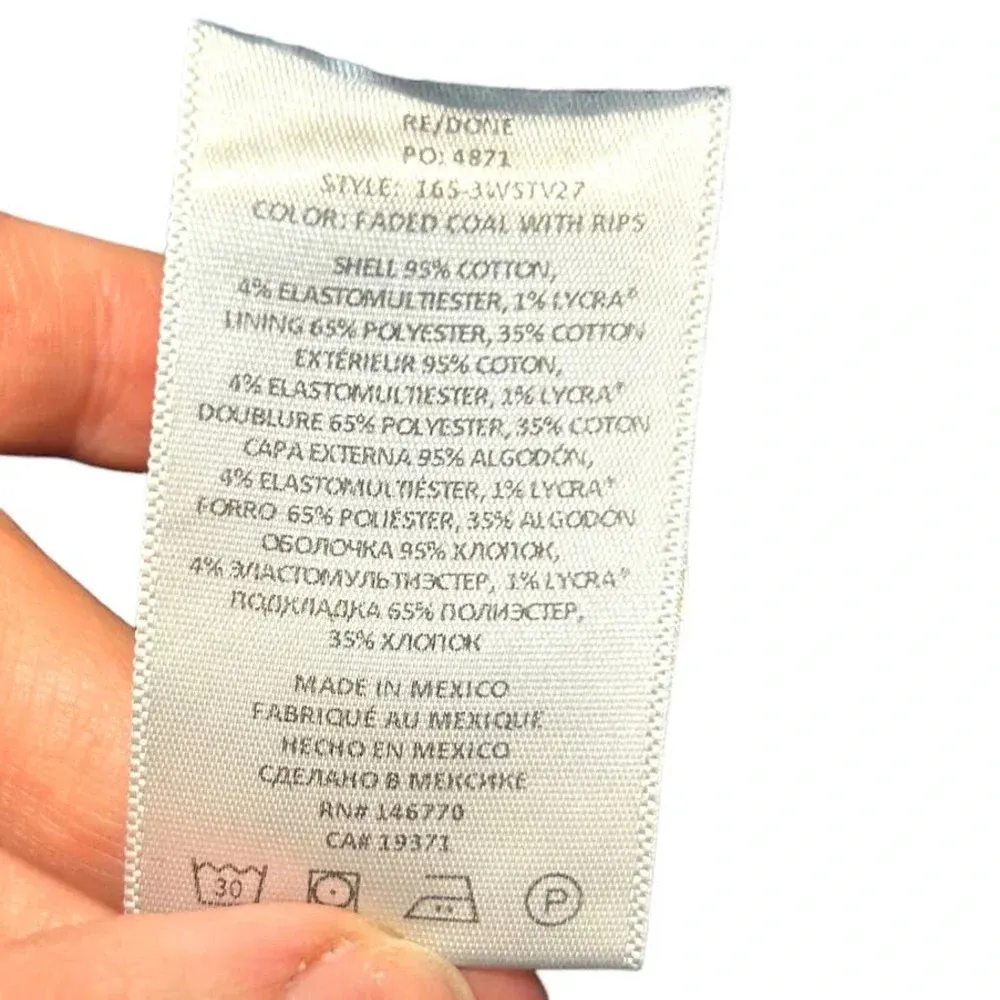 RE/DONE
PO: 4871
STYLE: 165-3WSTV27
COLOR: FADED COAL WITH RIPS
SHELL 95% COTTON,
4% ELASTOMULTIESTER, 1% LYCRA®
LINING 65% POLYESTER, 35% COTTON
EXTÉRIEUR 95% COTON,
4% ELASTOMULTIESTER, 1% LYCRA®
DOUBLURE 65% POLYESTER, 35% COTON
CAPA EXTERNA 95% ALGODÓN,
4% ELASTOMULTIÉSTER, 1% LYCRA®
FORRO 65% POLIÉSTER, 35% ALGODON
ОБОЛОЧКА 95% ХЛОПОК,
4% ЭЛАСТОМУЛЬТИЭСТЕР, 1% LYCRA®
ПОДКЛАДКА 65% ПОЛИЭСТЕР,
35% ХЛОПОК
MADE IN MEXICO
FABRIQUÉ AU MEXIQUE
HECHO EN MEXICO
СДЕЛАНО В МЕКСИКЕ
RN# 146770
CA# 19371
30 P